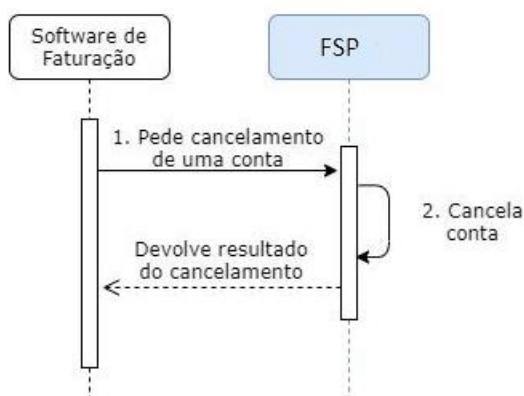 Software de
Faturação
FSP
1. Pede cancelamento
de uma conta
2. Cancela
conta
Devolve resultado
do cancelamento